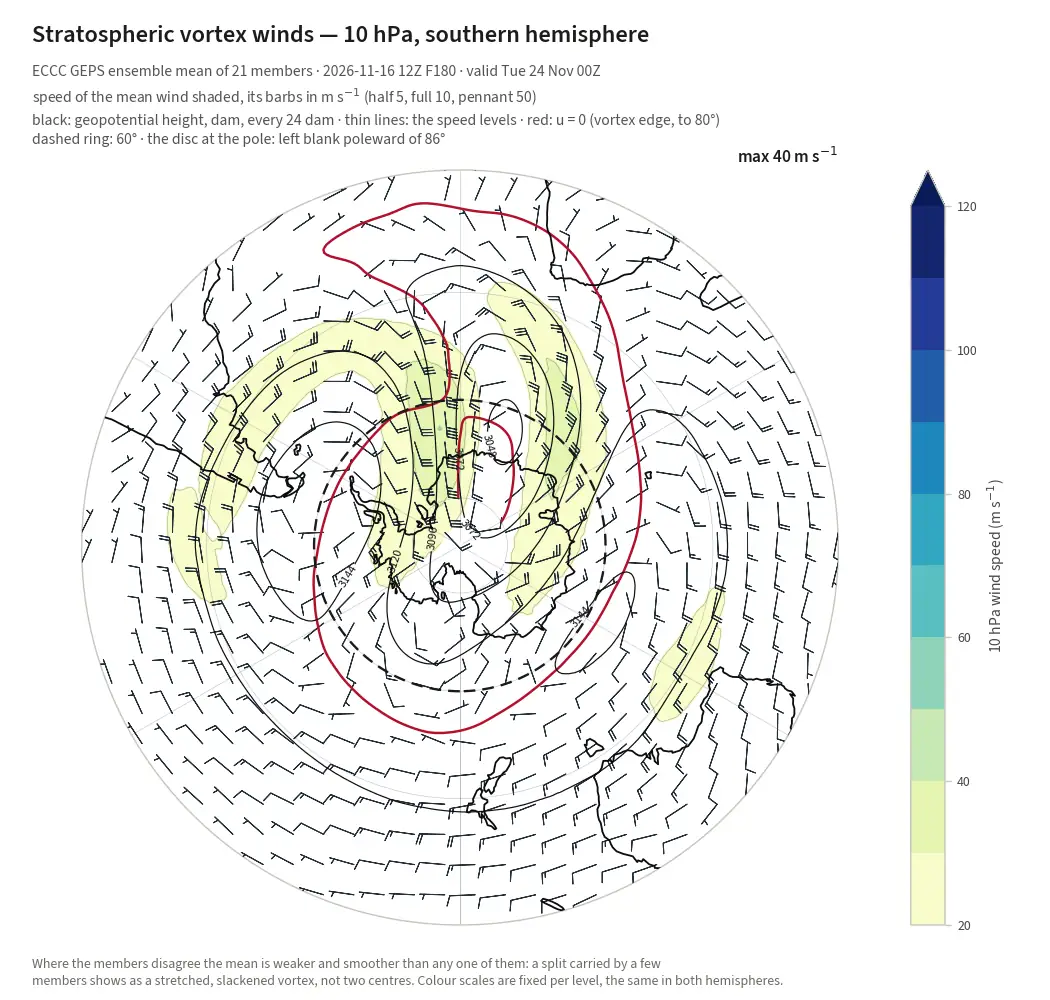 Stratospheric vortex winds — 10 hPa, southern hemisphere
ECCC GEPS ensemble mean of 21 members · 2026-11-16 12Z F180 · valid Tue 24 Nov 00Z
speed of the mean wind shaded, its barbs in m s⁻¹ (half 5, full 10, pennant 50)
black: geopotential height, dam, every 24 dam · thin lines: the speed levels · red: u = 0 (vortex edge, to 80°)
dashed ring: 60° · the disc at the pole: left blank poleward of 86°
max 40 m s⁻¹
120
100
80
60
40
20
10 hPa wind speed (m s⁻¹)
3048
3072
3072
3096
3120
3144
3144
Where the members disagree the mean is weaker and smoother than any one of them: a split carried by a few
members shows as a stretched, slackened vortex, not two centres. Colour scales are fixed per level, the same in both hemispheres.